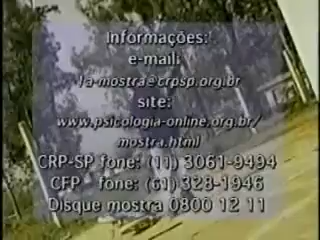 Informações:
e-mail:
1a-mostra@crpsp.org.br
site:
www.psicologia-online.org.br/
mostra.html
CRP-SP fone: (11) 3061-9494
CFP fone: (61) 328-1946
Disque mostra 0800 12 11